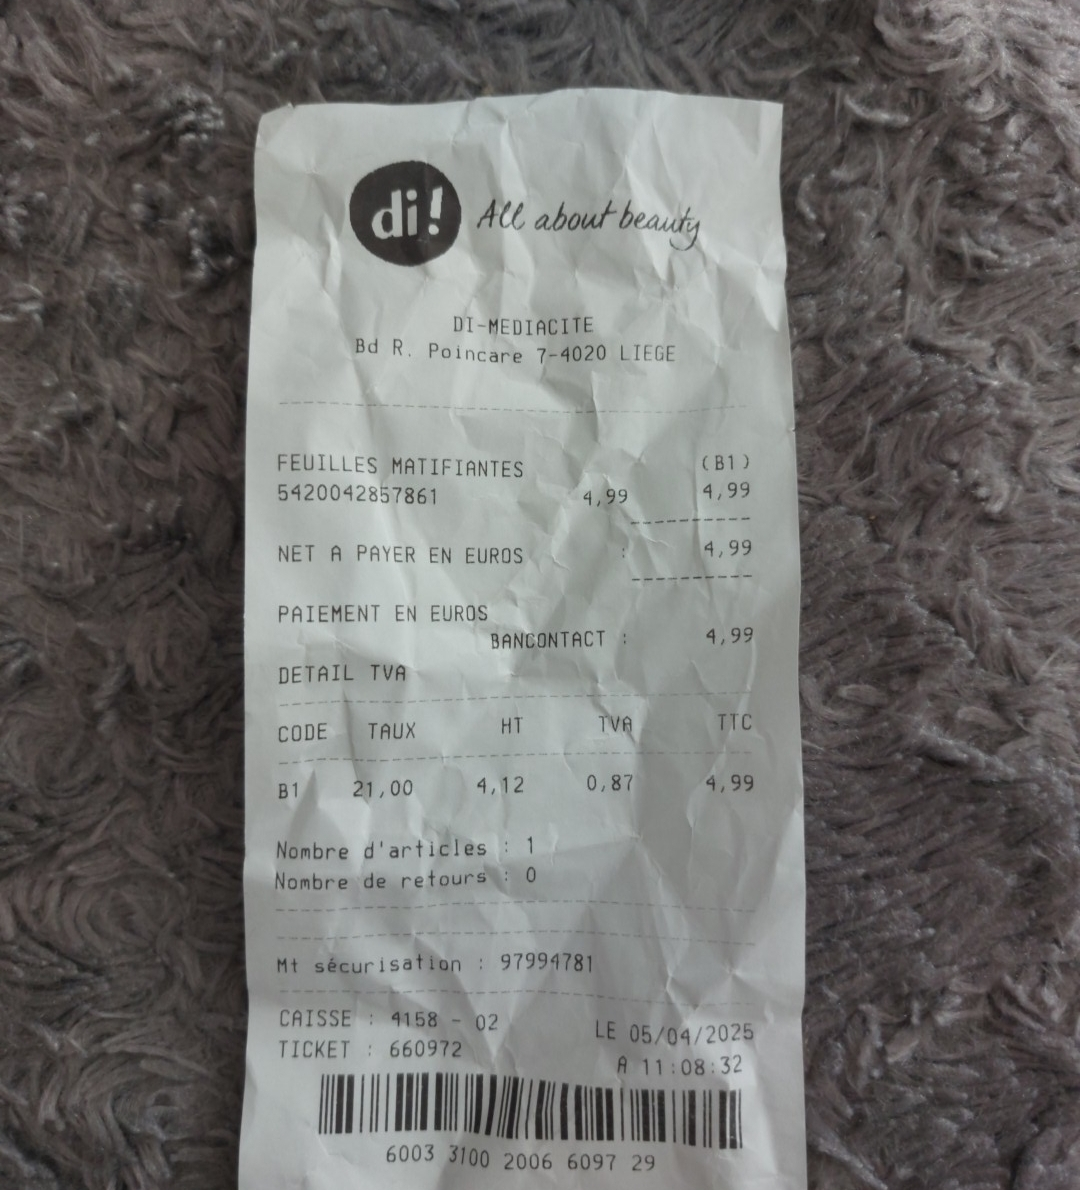 di! All about beauty
DI-MEDIACITE
Bd R. Poincare 7-4020 LIEGE
FEUILLES MATIFIANTES (B1)
5420042857861 4,99 4,99
NET A PAYER EN EUROS : 4,99
PAIEMENT EN EUROS
BANCONTACT : 4,99
DETAIL TVA
CODE TAUX HT TVA TTC
B1 21,00 4,12 0,87 4,99
Nombre d'articles : 1
Nombre de retours : 0
Mt sécurisation : 97994781
CAISSE : 4158 - 02 LE 05/04/2025
TICKET : 660972 A 11:08:32
6003 3100 2006 6097 29